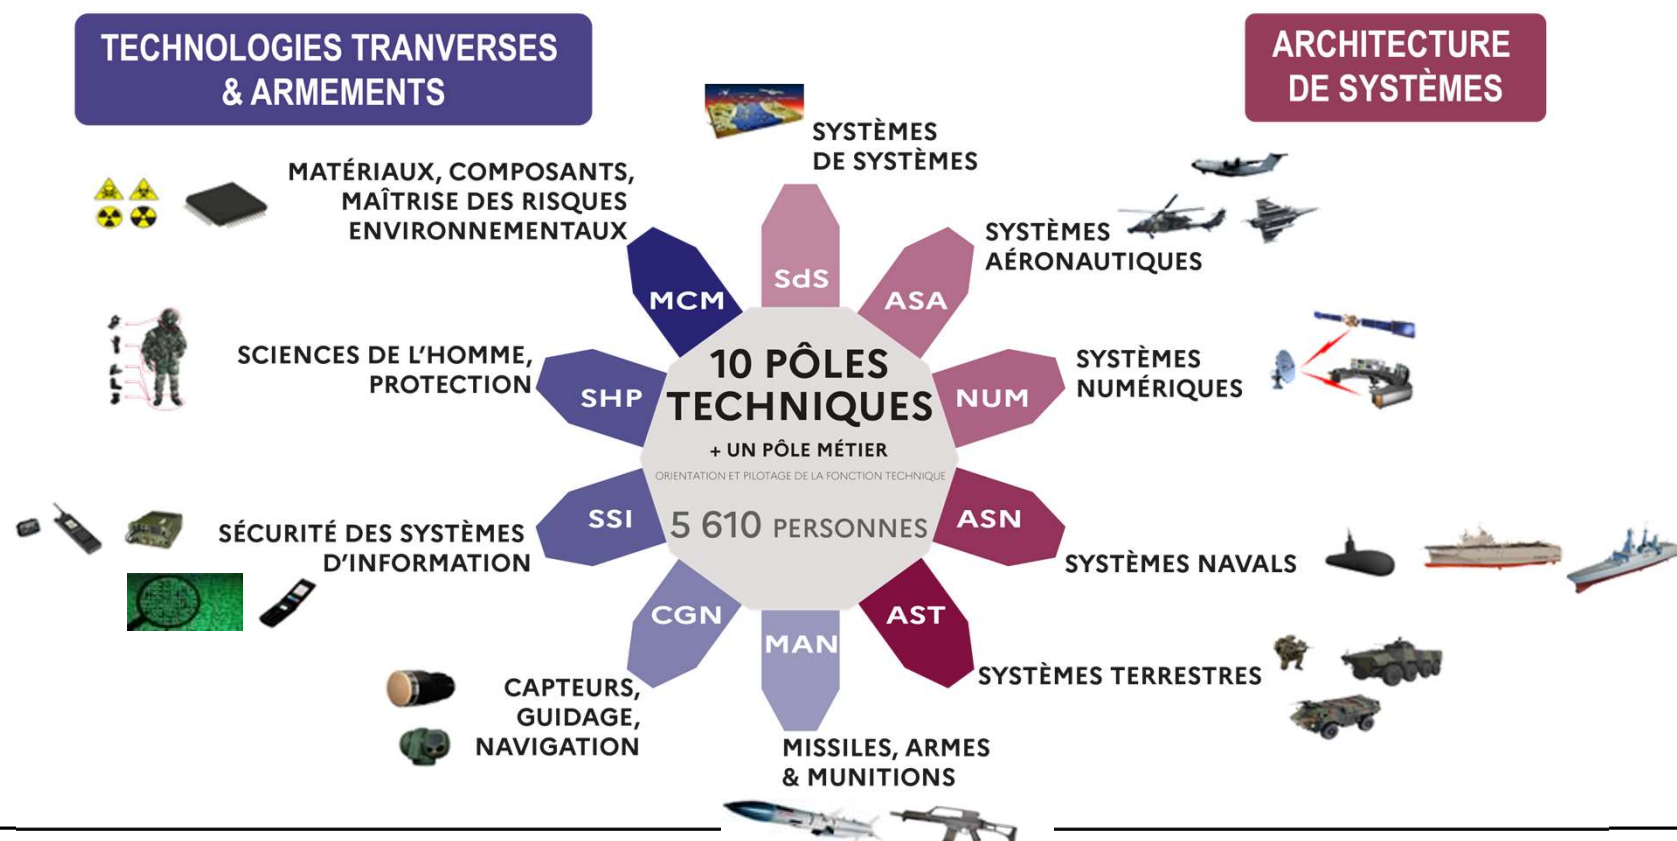 TECHNOLOGIES TRANVERSES
& ARMEMENTS
ARCHITECTURE
DE SYSTÈMES
SYSTÈMES
DE SYSTÈMES
MATÉRIAUX, COMPOSANTS,
MAÎTRISE DES RISQUES
ENVIRONNEMENTAUX
SYSTÈMES
AÉRONAUTIQUES
SdS
MCM
ASA
SCIENCES DE L'HOMME,
PROTECTION
SHP
10 PÔLES
TECHNIQUES
+ UN PÔLE MÉTIER
ORIENTATION ET PILOTAGE DE LA FONCTION TECHNIQUE
5 610 PERSONNES
NUM
SYSTÈMES
NUMÉRIQUES
SÉCURITÉ DES SYSTÈMES
D'INFORMATION
SSI
ASN
SYSTÈMES NAVALS
CGN
MAN
AST
CAPTEURS,
GUIDAGE,
NAVIGATION
SYSTÈMES TERRESTRES
MISSILES, ARMES
& MUNITIONS